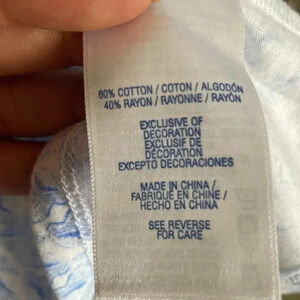 60% COTTON / COTON / ALGODÓN
40% RAYON / RAYONNE / RAYÓN
EXCLUSIVE OF
DECORATION
EXCLUSIF DE
DÉCORATION
EXCEPTO DECORACIONES
MADE IN CHINA /
FABRIQUÉ EN CHINE /
HECHO EN CHINA
SEE REVERSE
FOR CARE